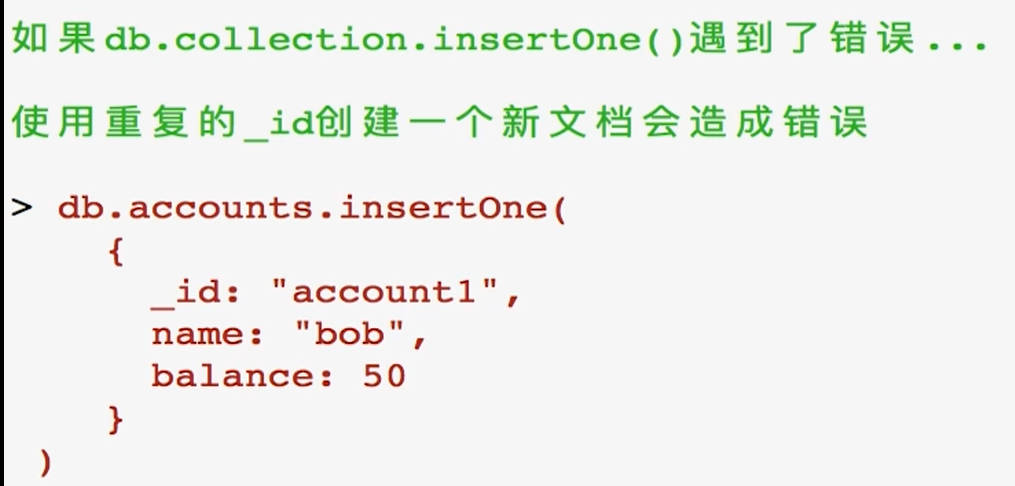 如果db.collection.insertOne()遇到了错误...
使用重复的_id创建一个新文档会造成错误
> db.accounts.insertOne(
{
_id: "account1",
name: "bob",
balance: 50
}
)